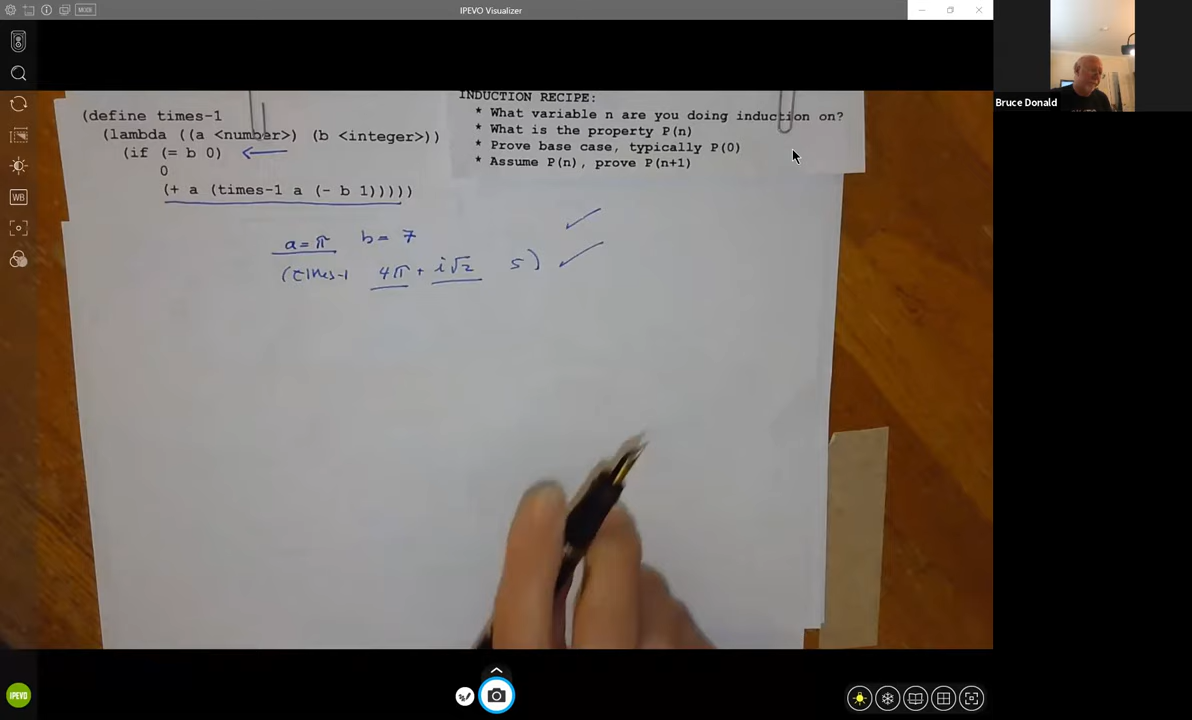 MODE
IPEVO Visualizer
Bruce Donald
(define times-1
(lambda ((a <number>) (b <integer>))
(if (= b 0)
0
(+ a (times-1 a (- b 1)))))
INDUCTION RECIPE:
* What variable n are you doing induction on?
* What is the property P(n)
* Prove base case, typically P(0)
* Assume P(n), prove P(n+1)
a = π b = 7
(times-1 4π + i√2 5)
WB
IPEVO